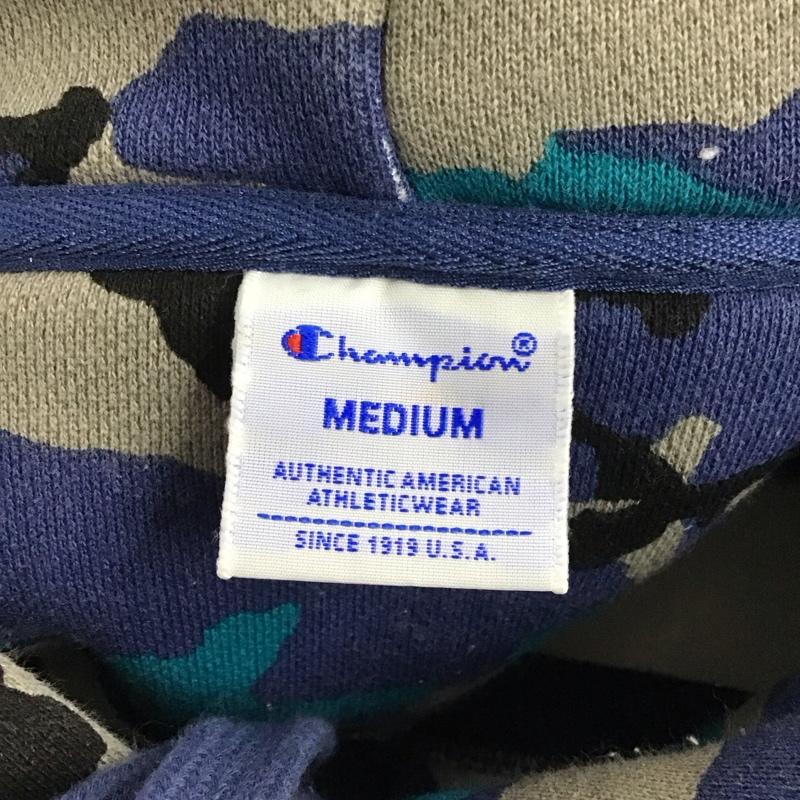 Champion®
MEDIUM
AUTHENTIC AMERICAN
ATHLETICWEAR
SINCE 1919 U.S.A.